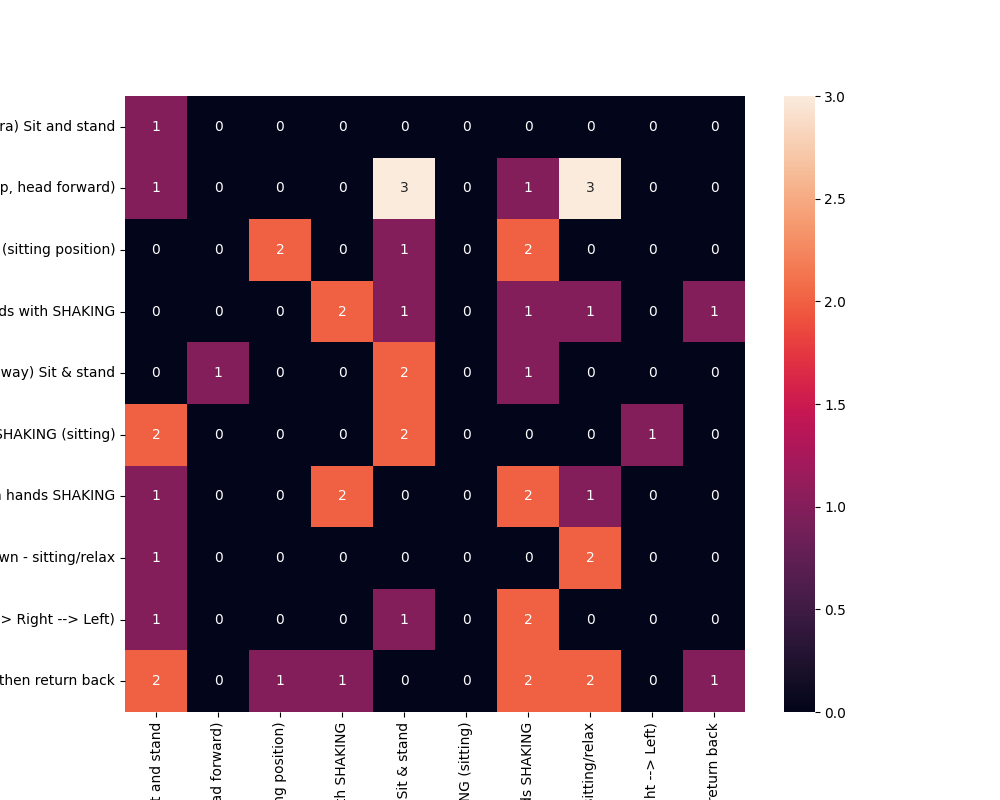 ra) Sit and stand 1 0 0 0 0 0 0 0 0 0
p, head forward) 1 0 0 0 3 0 1 3 0 0
(sitting position) 0 0 2 0 1 0 2 0 0 0
ds with SHAKING 0 0 0 2 1 0 1 1 0 1
way) Sit & stand 0 1 0 0 2 0 1 0 0 0
SHAKING (sitting) 2 0 0 0 2 0 0 0 1 0
hands SHAKING 1 0 0 2 0 0 2 1 0 0
wn - sitting/relax 1 0 0 0 0 0 0 2 0 0
> Right --> Left) 1 0 0 0 1 0 2 0 0 0
then return back 2 0 1 1 0 0 2 2 0 1
t and stand
ad forward)
ng position)
th SHAKING
Sit & stand
NG (sitting)
ds SHAKING
sitting/relax
ht --> Left)
return back
3.0
2.5
2.0
1.5
1.0
0.5
0.0